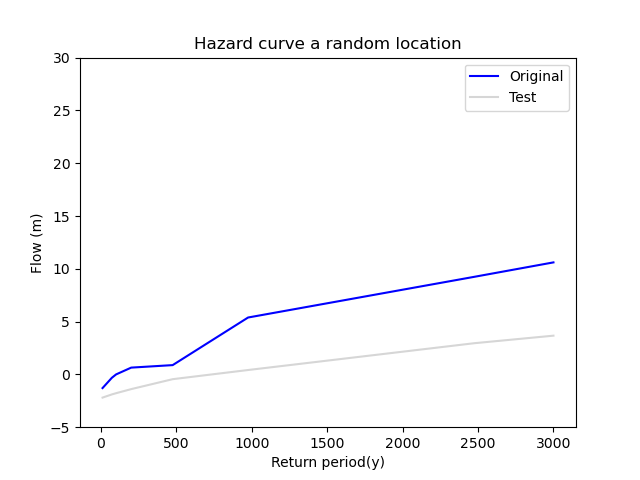 Hazard curve a random location
30
25
20
15
10
5
0
−5
Flow (m)
Original
Test
0 500 1000 1500 2000 2500 3000
Return period(y)